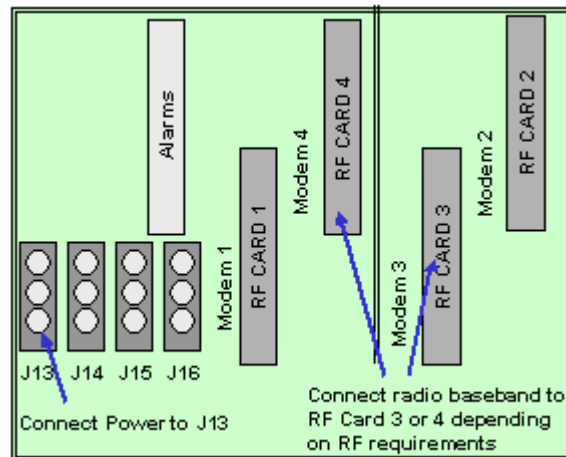 Alarms
Modem 1
RF CARD 1
Modem 4
RF CARD 4
Modem 3
RF CARD 3
Modem 2
RF CARD 2
J13
J14
J15
J16
Connect Power to J13
Connect radio baseband to
RF Card 3 or 4 depending
on RF requirements